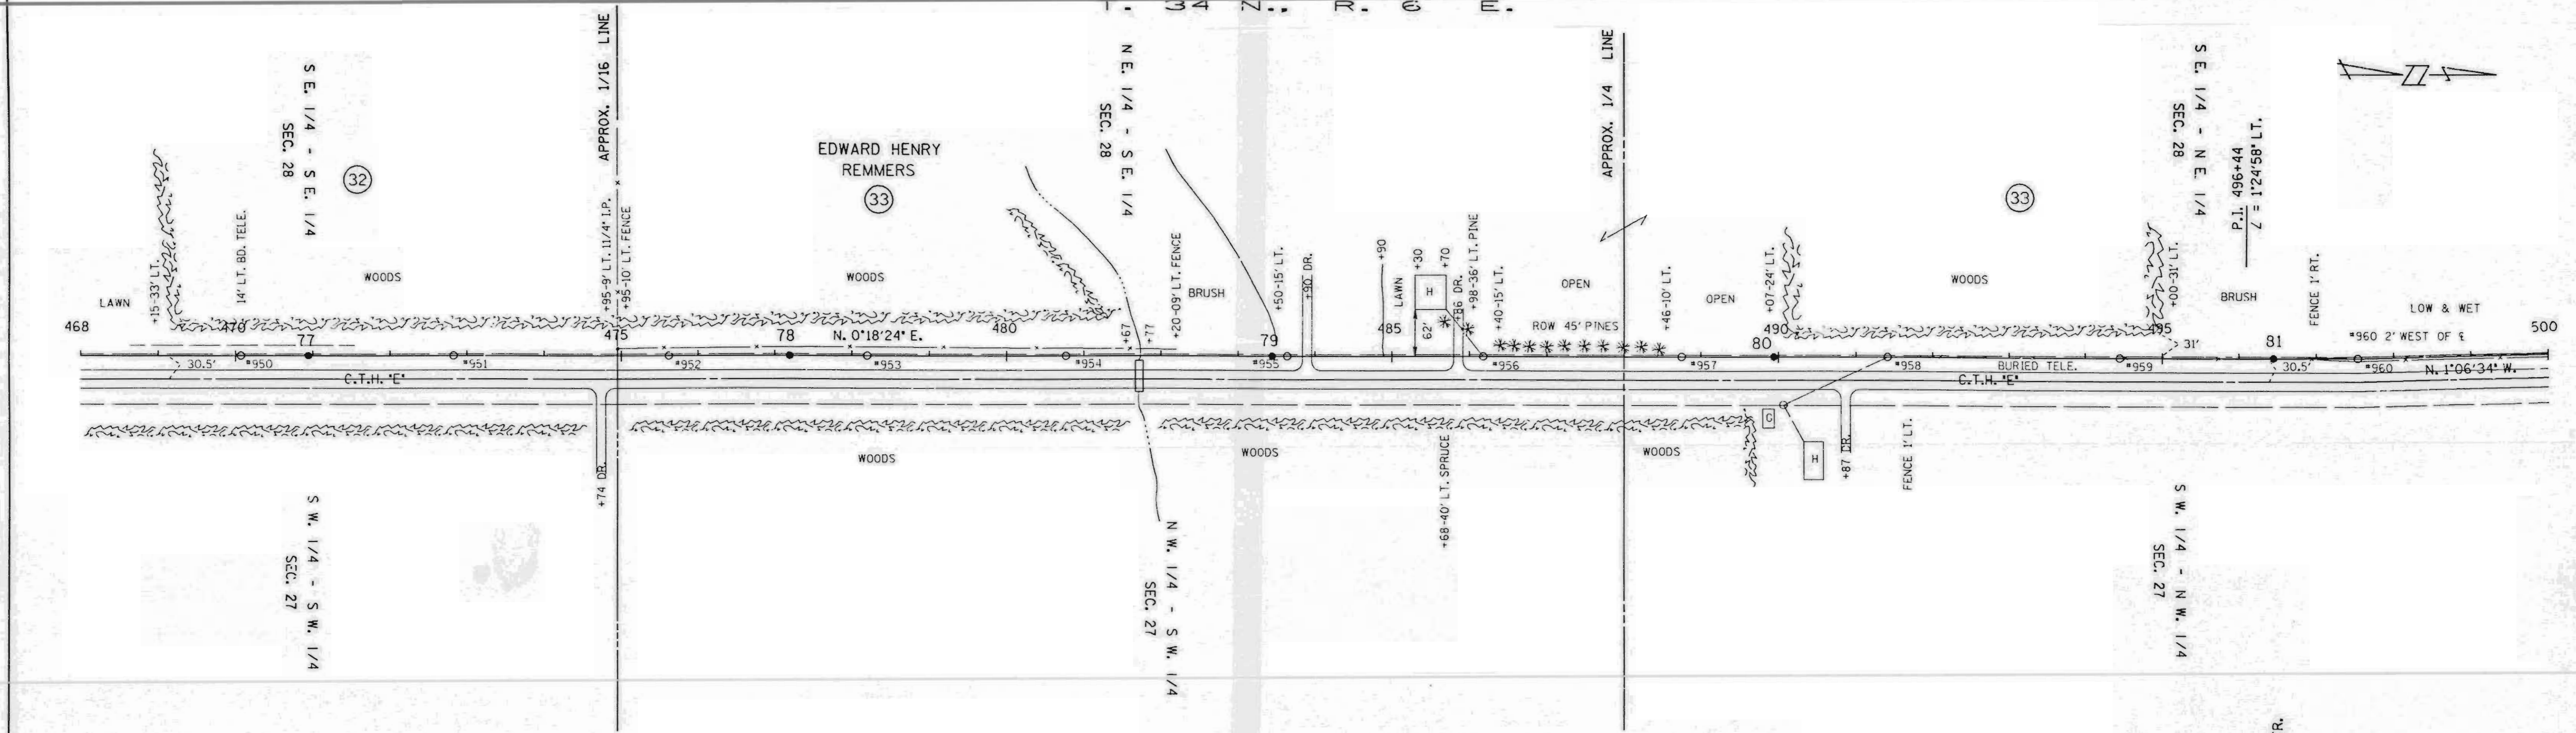 T. 34 N., R. 6 E.
S E. 1/4 - S E. 1/4
SEC. 28
32
APPROX. 1/16 LINE
EDWARD HENRY
REMMERS
33
N E. 1/4 - S E. 1/4
SEC. 28
APPROX. 1/4 LINE
33
S E. 1/4 - N E. 1/4
SEC. 28
P.I. 496+44
∠ = 1°24'58" LT.
LAWN
+15-33' LT.
14' LT. BD. TELE.
WOODS
+95-9' LT. 1 1/4" I.P.
+95-10' LT. FENCE
WOODS
+67
+77
+20-09' LT. FENCE
BRUSH
+50-15' LT.
+90 DR.
+90
LAWN
+30
H
+70
62'
+66 DR.
+98-36' LT. PINE
+40-15' LT.
OPEN
ROW 45' PINES
+46-10' LT.
OPEN
+07-24' LT.
WOODS
+00-31' LT.
BRUSH
FENCE 1' RT.
LOW & WET
468
470
475
480
485
490
495
500
77
78
79
80
81
N. 0°18'24" E.
31'
#960 2' WEST OF ℄
30.5'
#950
#951
#952
#953
#954
#955
#956
#957
#958
BURIED TELE.
#959
30.5'
#960
N. 1°06'34" W.
C.T.H. "E"
C.T.H. "E"
+74 DR.
WOODS
WOODS
+68-40' LT. SPRUCE
WOODS
G
H
+87 DR.
FENCE 1' LT.
S W. 1/4 - S W. 1/4
SEC. 27
N W. 1/4 - S W. 1/4
SEC. 27
S W. 1/4 - N W. 1/4
SEC. 27
R.